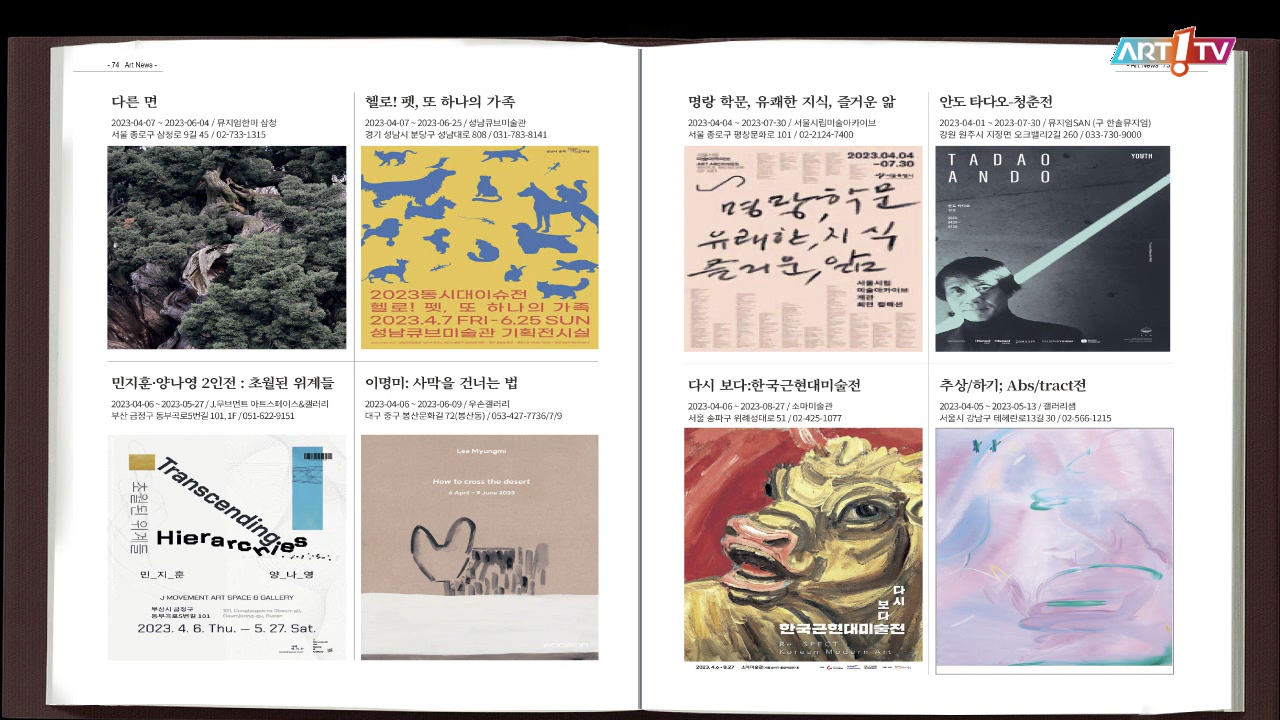 ART!TV
- 74 Art News -
다른 면
2023-04-07 ~ 2023-06-04 / 뮤지엄한미 삼청
서울 종로구 삼청로 9길 45 / 02-733-1315
헬로! 펫, 또 하나의 가족
2023-04-07 ~ 2023-06-25 / 성남큐브미술관
경기 성남시 분당구 성남대로 808 / 031-783-8141
2023동시대이슈전
헬로! 펫, 또 하나의 가족
2023.4.7 FRI-6.25 SUN
성남큐브미술관 기획전시실
민지훈·양나영 2인전 : 초월된 위계들
2023-04-06 ~ 2023-05-27 / J.무브먼트 아트스페이스&갤러리
부산 금정구 동부곡로5번길 101, 1F / 051-622-9151
초월된 위계들
Transcending
Hierarchies
민_지_훈
양_나_영
J MOVEMENT ART SPACE & GALLERY
부산시 금정구
동부곡로5번길 101
2023. 4. 6. Thu. – 5. 27. Sat.
이명미: 사막을 건너는 법
2023-04-06 ~ 2023-06-09 / 우손갤러리
대구 중구 봉산문화길 72(봉산동) / 053-427-7736/7/9
Lee Myungmi
How to cross the desert
6 April - 9 June 2023
- Art News 75 -
명랑 학문, 유쾌한 지식, 즐거운 앎
2023-04-04 ~ 2023-07-30 / 서울시립미술아카이브
서울 종로구 평창문화로 101 / 02-2124-7400
2023.04.04
-07.30
명랑학문
유쾌한,지식
즐거운,앎
서울시립
미술아카이브
개관
최민 컬렉션
안도 타다오-청춘전
2023-04-01 ~ 2023-07-30 / 뮤지엄SAN (구 한솔뮤지엄)
강원 원주시 지정면 오크밸리2길 260 / 033-730-9000
TADAO
ANDO
YOUTH
다시 보다:한국근현대미술전
2023-04-06 ~ 2023-08-27 / 소마미술관
서울 송파구 위례성대로 51 / 02-425-1077
다시
보다
한국근현대미술전
Re_SPECT
Korean Modern Art
2023. 4.6 - 8.27
추상/하기; Abs/tract전
2023-04-05 ~ 2023-05-13 / 갤러리샘
서울시 강남구 테헤란로13길 30 / 02-566-1215